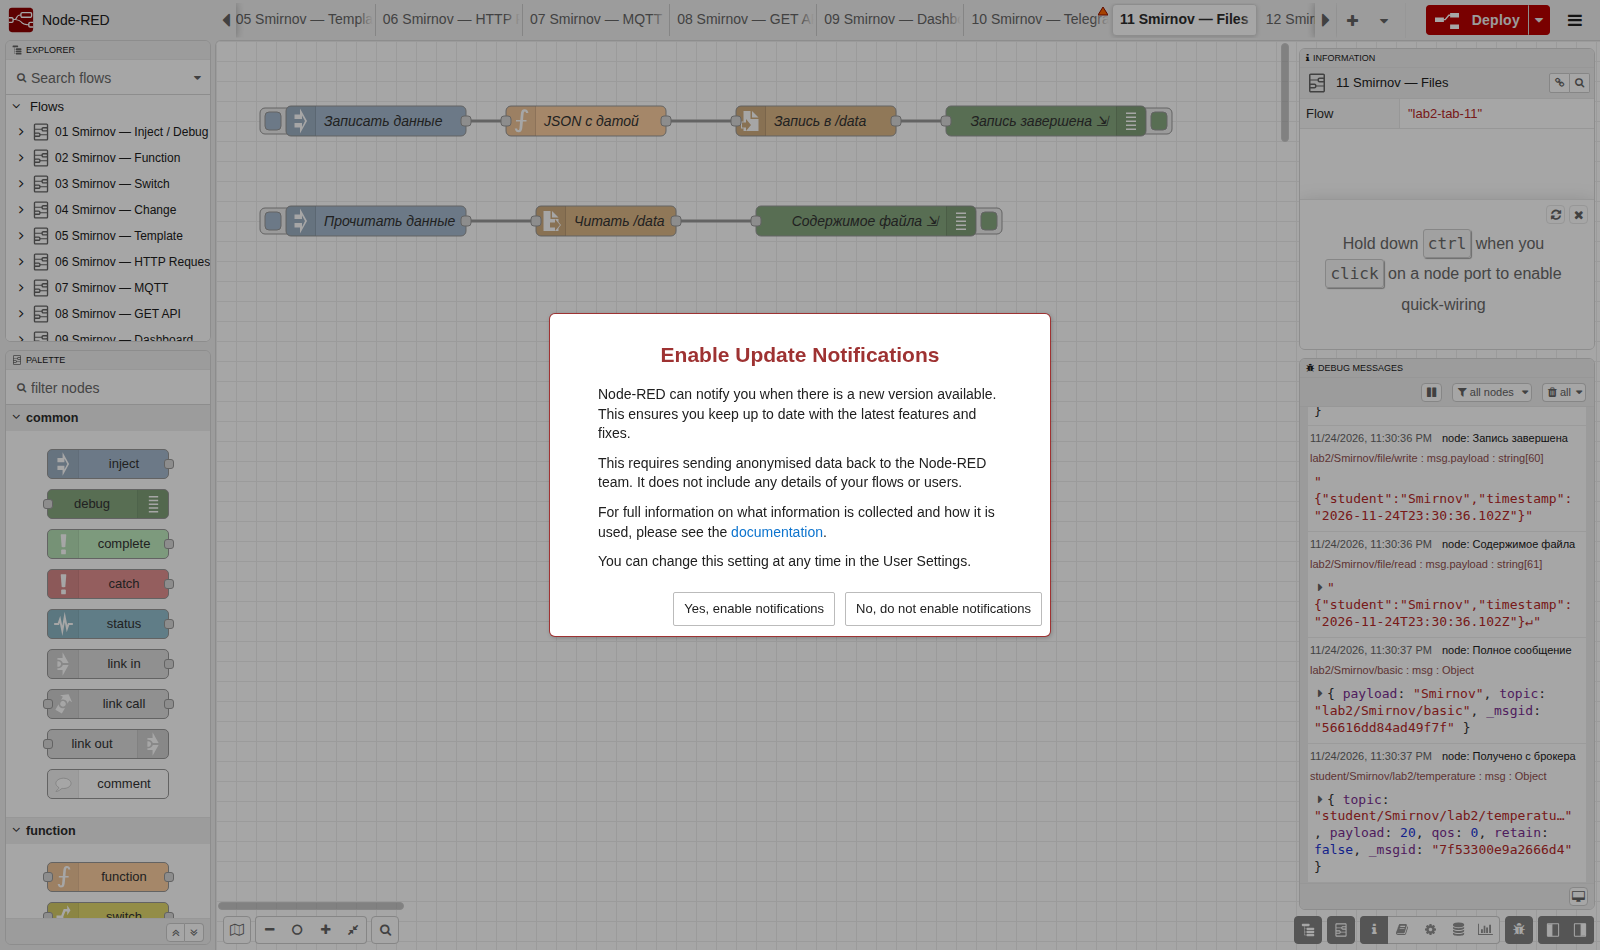 Node-RED
05 Smirnov — Templa
06 Smirnov — HTTP
07 Smirnov — MQTT
08 Smirnov — GET A
09 Smirnov — Dashb
10 Smirnov — Telegr
11 Smirnov — Files
12 Smir
Deploy
EXPLORER
Search flows
Flows
01 Smirnov — Inject / Debug
02 Smirnov — Function
03 Smirnov — Switch
04 Smirnov — Change
05 Smirnov — Template
06 Smirnov — HTTP Reques
07 Smirnov — MQTT
08 Smirnov — GET API
09 Smirnov — Dashboard
PALETTE
filter nodes
common
inject
debug
complete
catch
status
link in
link call
link out
comment
function
function
switch
Записать данные
JSON с датой
Запись в /data
Запись завершена ⇲
Прочитать данные
Читать /data
Содержимое файла ⇲
Enable Update Notifications
Node-RED can notify you when there is a new version available.
This ensures you keep up to date with the latest features and
fixes.
This requires sending anonymised data back to the Node-RED
team. It does not include any details of your flows or users.
For full information on what information is collected and how it is
used, please see the documentation.
You can change this setting at any time in the User Settings.
Yes, enable notifications
No, do not enable notifications
INFORMATION
11 Smirnov — Files
Flow
"lab2-tab-11"
Hold down ctrl when you
click on a node port to enable
quick-wiring
DEBUG MESSAGES
all nodes
all
}
11/24/2026, 11:30:36 PM node: Запись завершена
lab2/Smirnov/file/write : msg.payload : string[60]
"
{"student":"Smirnov","timestamp":
"2026-11-24T23:30:36.102Z"}"
11/24/2026, 11:30:36 PM node: Содержимое файла
lab2/Smirnov/file/read : msg.payload : string[61]
"
{"student":"Smirnov","timestamp":
"2026-11-24T23:30:36.102Z"}↵"
11/24/2026, 11:30:37 PM node: Полное сообщение
lab2/Smirnov/basic : msg : Object
{ payload: "Smirnov", topic:
"lab2/Smirnov/basic", _msgid:
"56616dd84ad49f7f" }
11/24/2026, 11:30:37 PM node: Получено с брокера
student/Smirnov/lab2/temperature : msg : Object
{ topic:
"student/Smirnov/lab2/temperatu…"
, payload: 20, qos: 0, retain:
false, _msgid: "7f53300e9a2666d4"
}